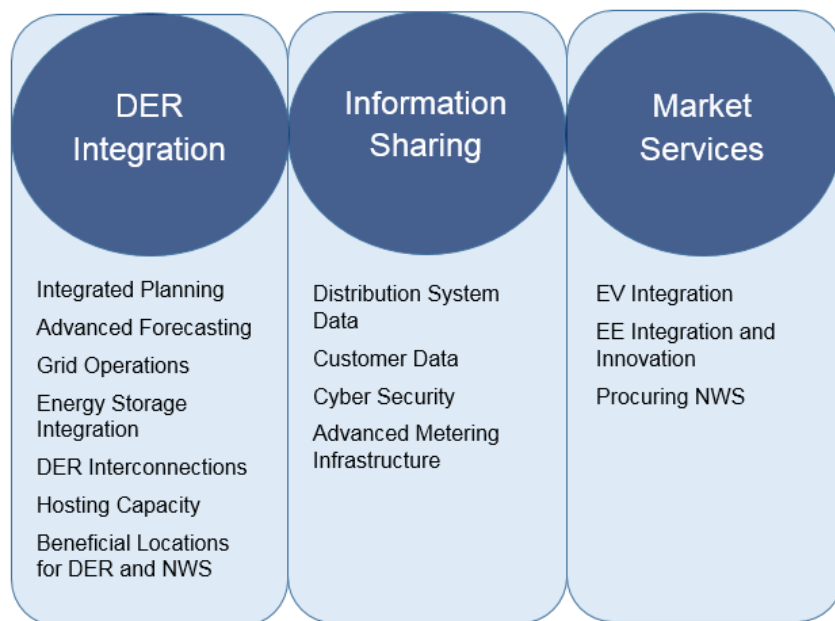 DER
Integration
Integrated Planning
Advanced Forecasting
Grid Operations
Energy Storage
Integration
DER Interconnections
Hosting Capacity
Beneficial Locations
for DER and NWS
Information
Sharing
Distribution System
Data
Customer Data
Cyber Security
Advanced Metering
Infrastructure
Market
Services
EV Integration
EE Integration and
Innovation
Procuring NWS